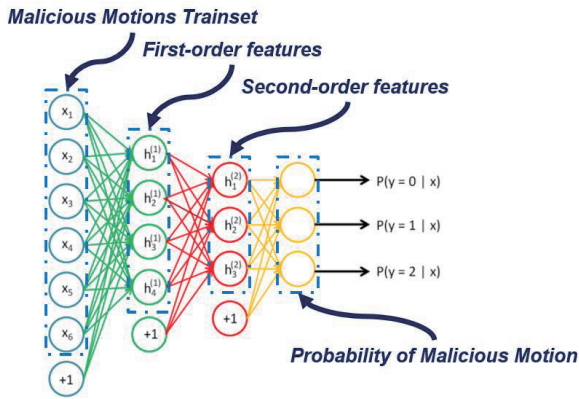 Malicious Motions Trainset
First-order features
Second-order features
x1
x2
x3
x4
x5
x6
+1
h1(1)
h2(1)
h3(1)
h4(1)
+1
h1(2)
h2(2)
h3(2)
+1
P(y = 0 | x)
P(y = 1 | x)
P(y = 2 | x)
Probability of Malicious Motion